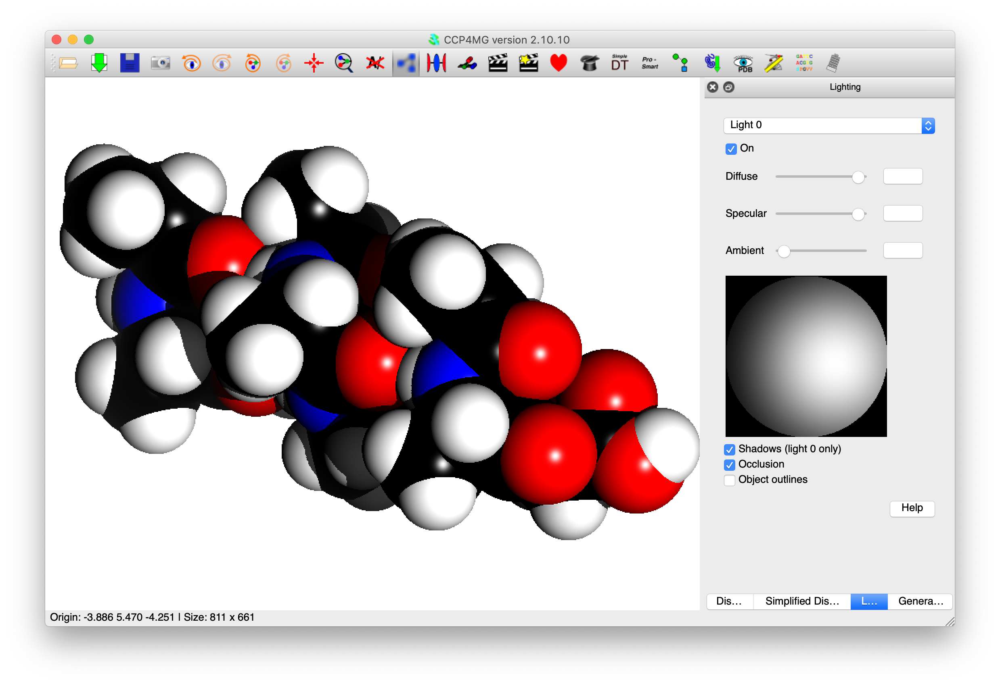 CCP4MG version 2.10.10
Simple
DT
Pro -
Smart
PDB
Lighting
Light 0
On
Diffuse
Specular
Ambient
Shadows (light 0 only)
Occlusion
Object outlines
Help
Dis...
Simplified Dis...
L...
Genera...
Origin: -3.886 5.470 -4.251 | Size: 811 x 661